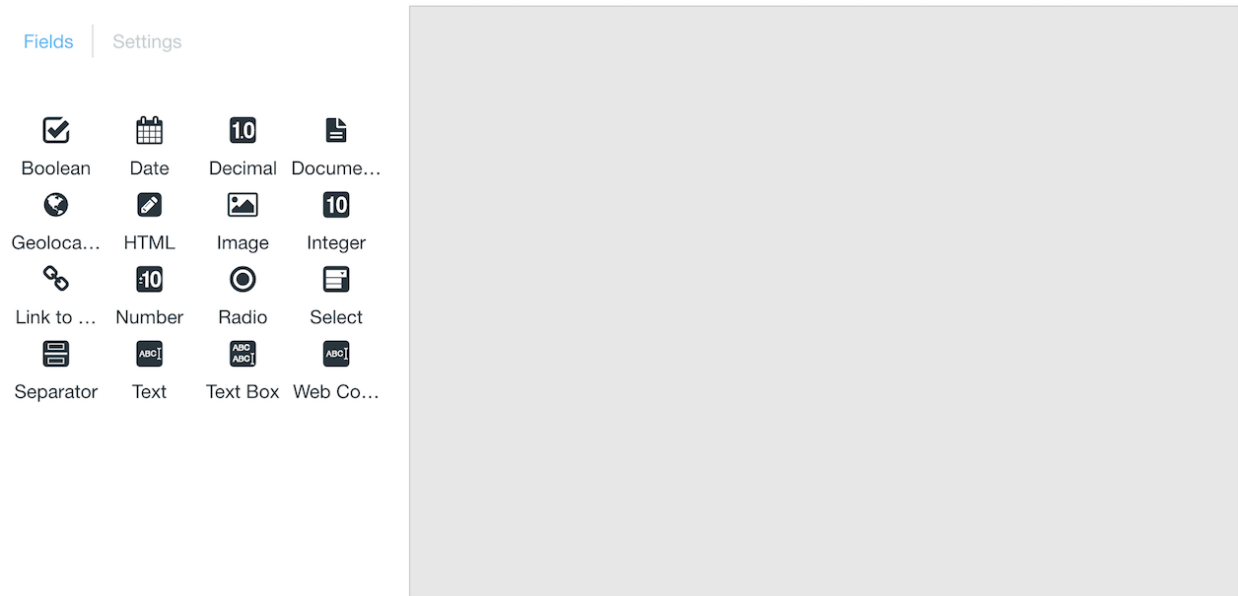 Fields Settings
1.0
Boolean Date Decimal Docume...
10
Geoloca... HTML Image Integer
:10
Link to ... Number Radio Select
ABC ABC ABC
ABC
Separator Text Text Box Web Co...